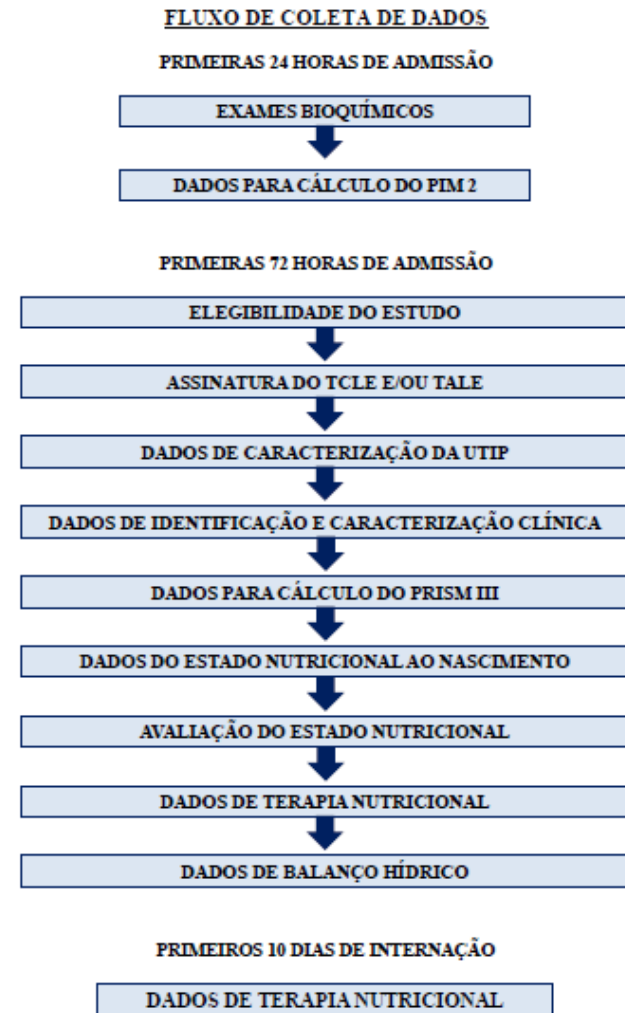 FLUXO DE COLETA DE DADOS
PRIMEIRAS 24 HORAS DE ADMISSÃO
EXAMES BIOQUÍMICOS
DADOS PARA CÁLCULO DO PIM 2
PRIMEIRAS 72 HORAS DE ADMISSÃO
ELEGIBILIDADE DO ESTUDO
ASSINATURA DO TCLE E/OU TALE
DADOS DE CARACTERIZAÇÃO DA UTIP
DADOS DE IDENTIFICAÇÃO E CARACTERIZAÇÃO CLÍNICA
DADOS PARA CÁLCULO DO PRISM III
DADOS DO ESTADO NUTRICIONAL AO NASCIMENTO
AVALIAÇÃO DO ESTADO NUTRICIONAL
DADOS DE TERAPIA NUTRICIONAL
DADOS DE BALANÇO HÍDRICO
PRIMEIROS 10 DIAS DE INTERNAÇÃO
DADOS DE TERAPIA NUTRICIONAL